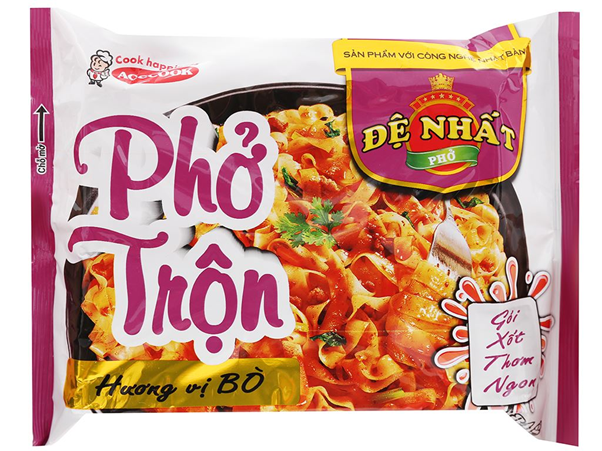 Cook happiness
ACECOOK
SẢN PHẨM VỚI CÔNG NGHỆ NHẬT BẢN
ĐỆ NHẤT
PHỞ
Chỗ mở
Phở
Trộn
Hương vị BÒ
Gói
Xốt
Thơm
Ngon